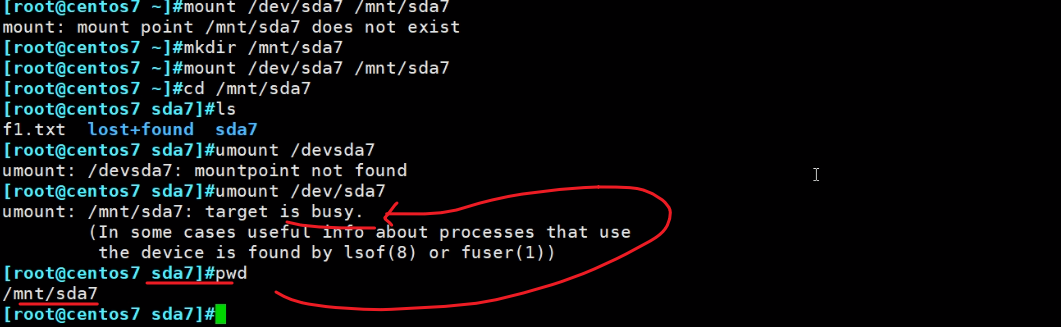 [root@centos7 ~]#mount /dev/sda7 /mnt/sda7
mount: mount point /mnt/sda7 does not exist
[root@centos7 ~]#mkdir /mnt/sda7
[root@centos7 ~]#mount /dev/sda7 /mnt/sda7
[root@centos7 ~]#cd /mnt/sda7
[root@centos7 sda7]#ls
f1.txt  lost+found  sda7
[root@centos7 sda7]#umount /devsda7
umount: /devsda7: mountpoint not found
[root@centos7 sda7]#umount /dev/sda7
umount: /mnt/sda7: target is busy.
        (In some cases useful info about processes that use
         the device is found by lsof(8) or fuser(1))
[root@centos7 sda7]#pwd
/mnt/sda7
[root@centos7 sda7]#